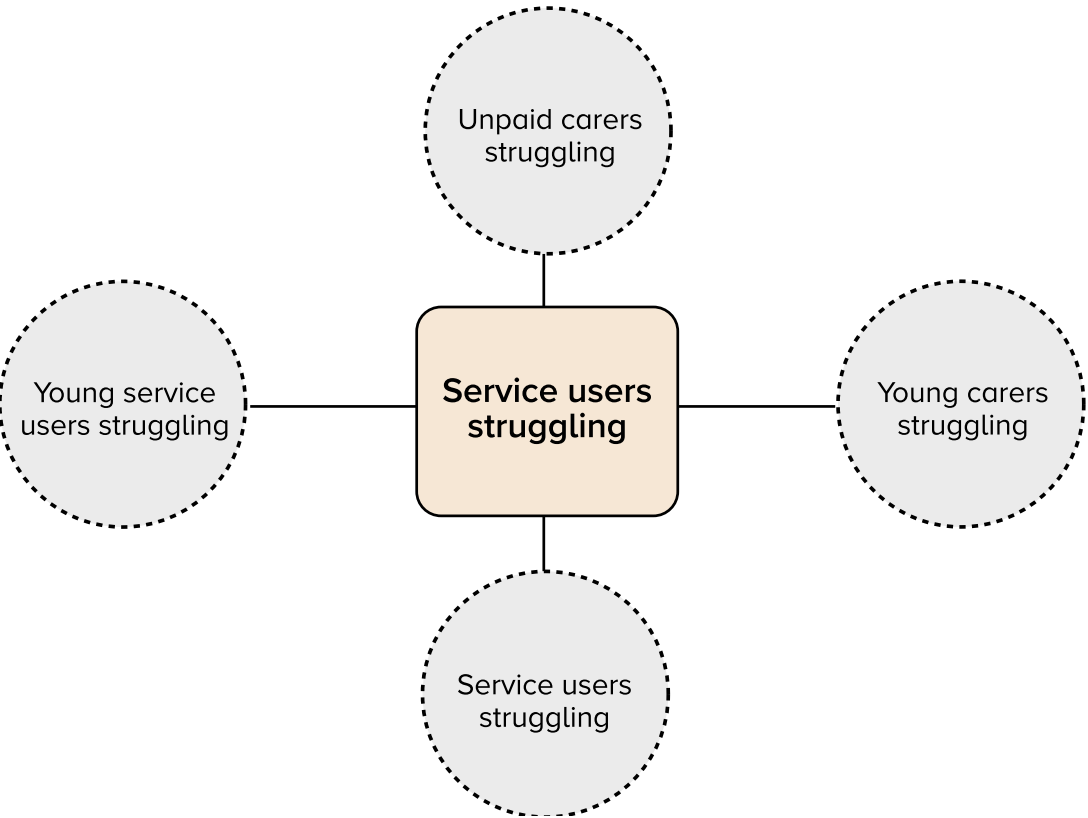 Unpaid carers
struggling
Young service
users struggling
Service users
struggling
Young carers
struggling
Service users
struggling